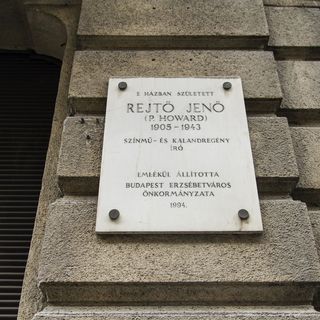 E HÁZBAN SZÜLETETT
REJTŐ JENŐ
(P. HOWARD)
1905-1943
SZÍNMŰ- ÉS KALANDREGÉNY
ÍRÓ
EMLÉKÜL ÁLLÍTOTTA
BUDAPEST ERZSÉBETVÁROS
ÖNKORMÁNYZATA
1994.